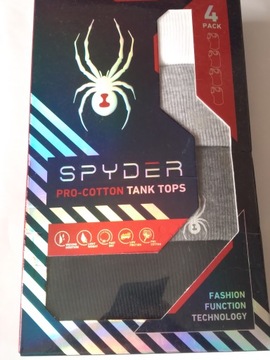 4
PACK
SPYDER
PRO-COTTON TANK TOPS
FASHION
FUNCTION
TECHNOLOGY